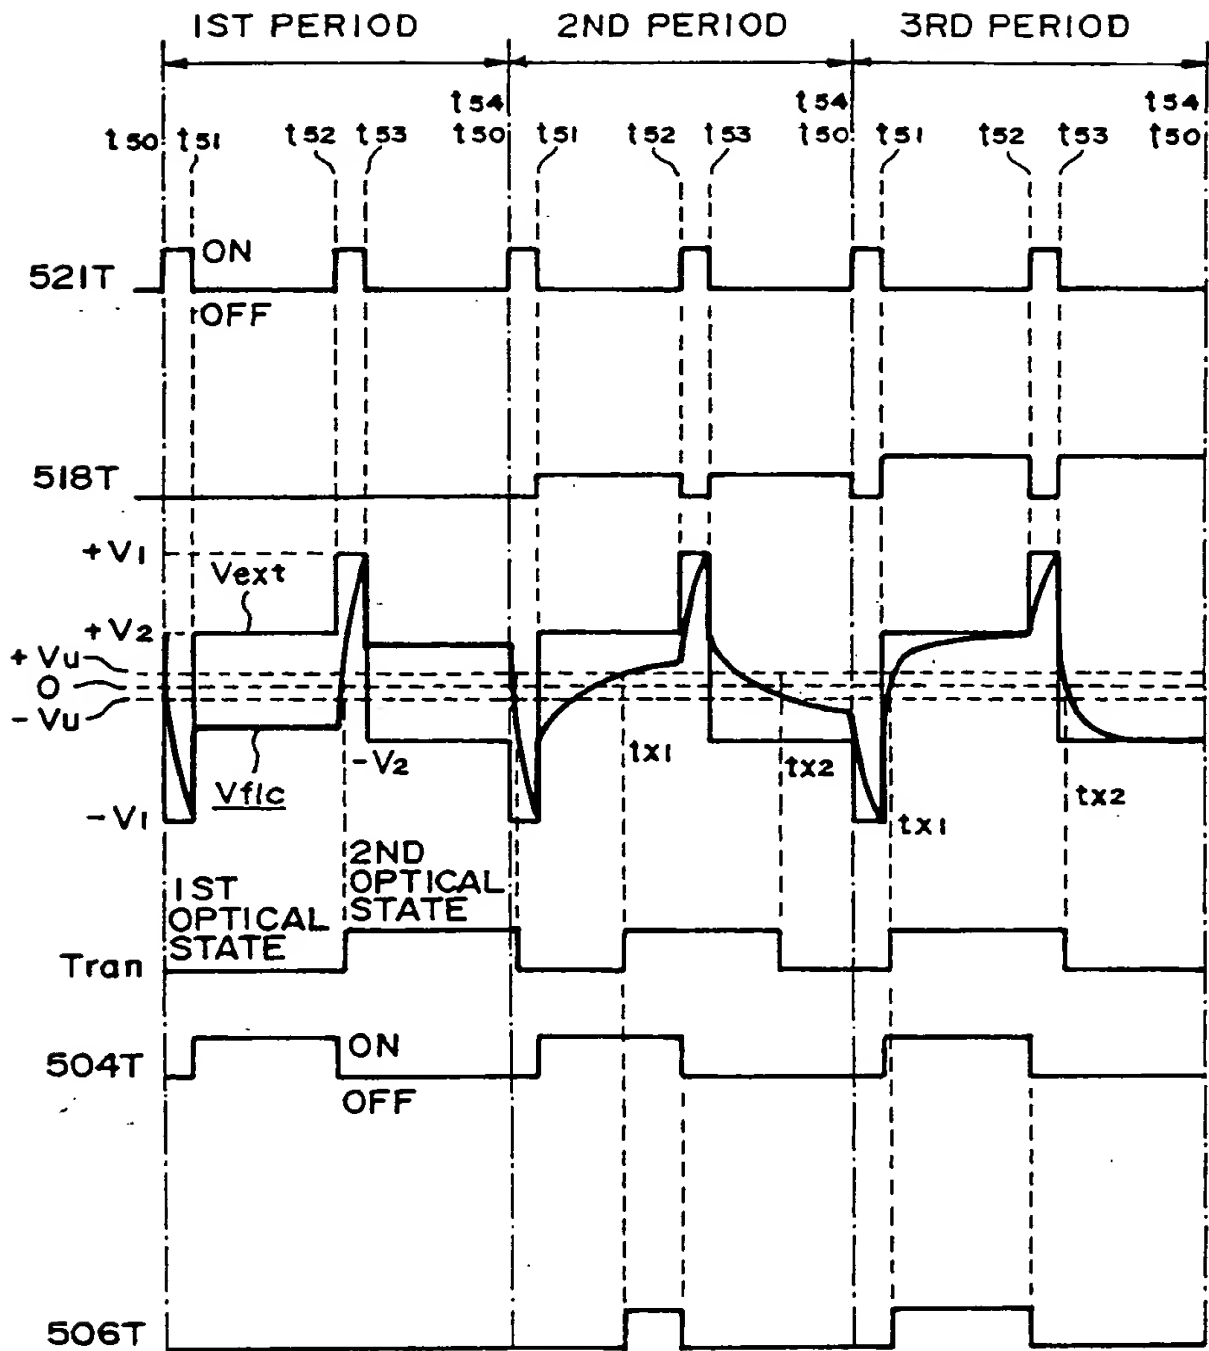 1ST PERIOD 2ND PERIOD 3RD PERIOD
t54 t54 t54
t50 t51 t52 t53 t50 t51 t52 t53 t50 t51 t52 t53 t50
ON
521T
OFF
518T
+V1
Vext
+V2
+Vu
0
-Vu
-V2 tx1 tx2
Vflc
-V1 tx1 tx2
2ND
OPTICAL
STATE
1ST
OPTICAL
STATE
Tran
504T ON
OFF
506T